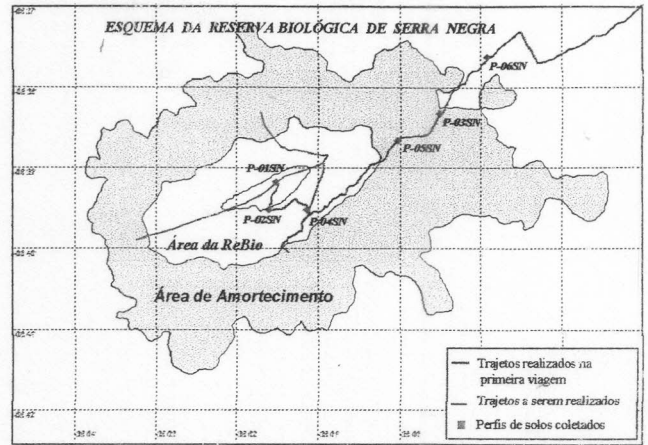 ESQUEMA DA RESERVA BIOLÓGICA DE SERRA NEGRA
P-06SN
P-03SN
P-05SN
P-01SN
P-02SN
P-04SN
Área da ReBio
Área de Amortecimento
Trajetos realizados na
primeira viagem
Trajetos a serem realizados
Perfis de solos coletados